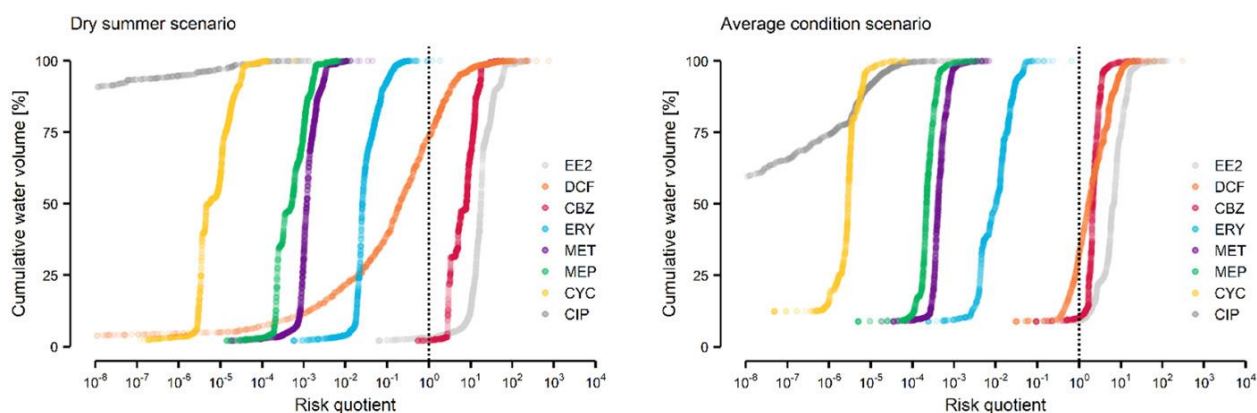 Dry summer scenario
Cumulative water volume [%]
100
75
50
25
0
10⁻⁸ 10⁻⁷ 10⁻⁶ 10⁻⁵ 10⁻⁴ 10⁻³ 10⁻² 10⁻¹ 10⁰ 10¹ 10² 10³ 10⁴
Risk quotient
EE2
DCF
CBZ
ERY
MET
MEP
CYC
CIP
Average condition scenario
Cumulative water volume [%]
100
75
50
25
0
10⁻⁸ 10⁻⁷ 10⁻⁶ 10⁻⁵ 10⁻⁴ 10⁻³ 10⁻² 10⁻¹ 10⁰ 10¹ 10² 10³ 10⁴
Risk quotient
EE2
DCF
CBZ
ERY
MET
MEP
CYC
CIP